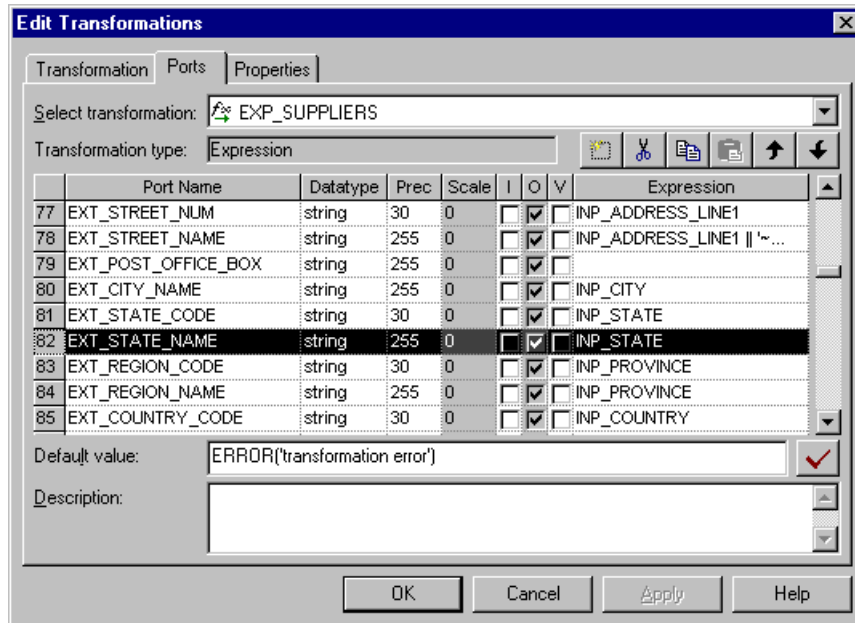 Edit Transformations
Transformation Ports Properties
Select transformation: EXP_SUPPLIERS
Transformation type: Expression
Port Name Datatype Prec Scale I O V Expression
77 EXT_STREET_NUM string 30 0 INP_ADDRESS_LINE1
78 EXT_STREET_NAME string 255 0 INP_ADDRESS_LINE1 || '~...
79 EXT_POST_OFFICE_BOX string 255 0
80 EXT_CITY_NAME string 255 0 INP_CITY
81 EXT_STATE_CODE string 30 0 INP_STATE
82 EXT_STATE_NAME string 255 0 INP_STATE
83 EXT_REGION_CODE string 30 0 INP_PROVINCE
84 EXT_REGION_NAME string 255 0 INP_PROVINCE
85 EXT_COUNTRY_CODE string 30 0 INP_COUNTRY
Default value: ERROR('transformation error')
Description:
OK Cancel Apply Help